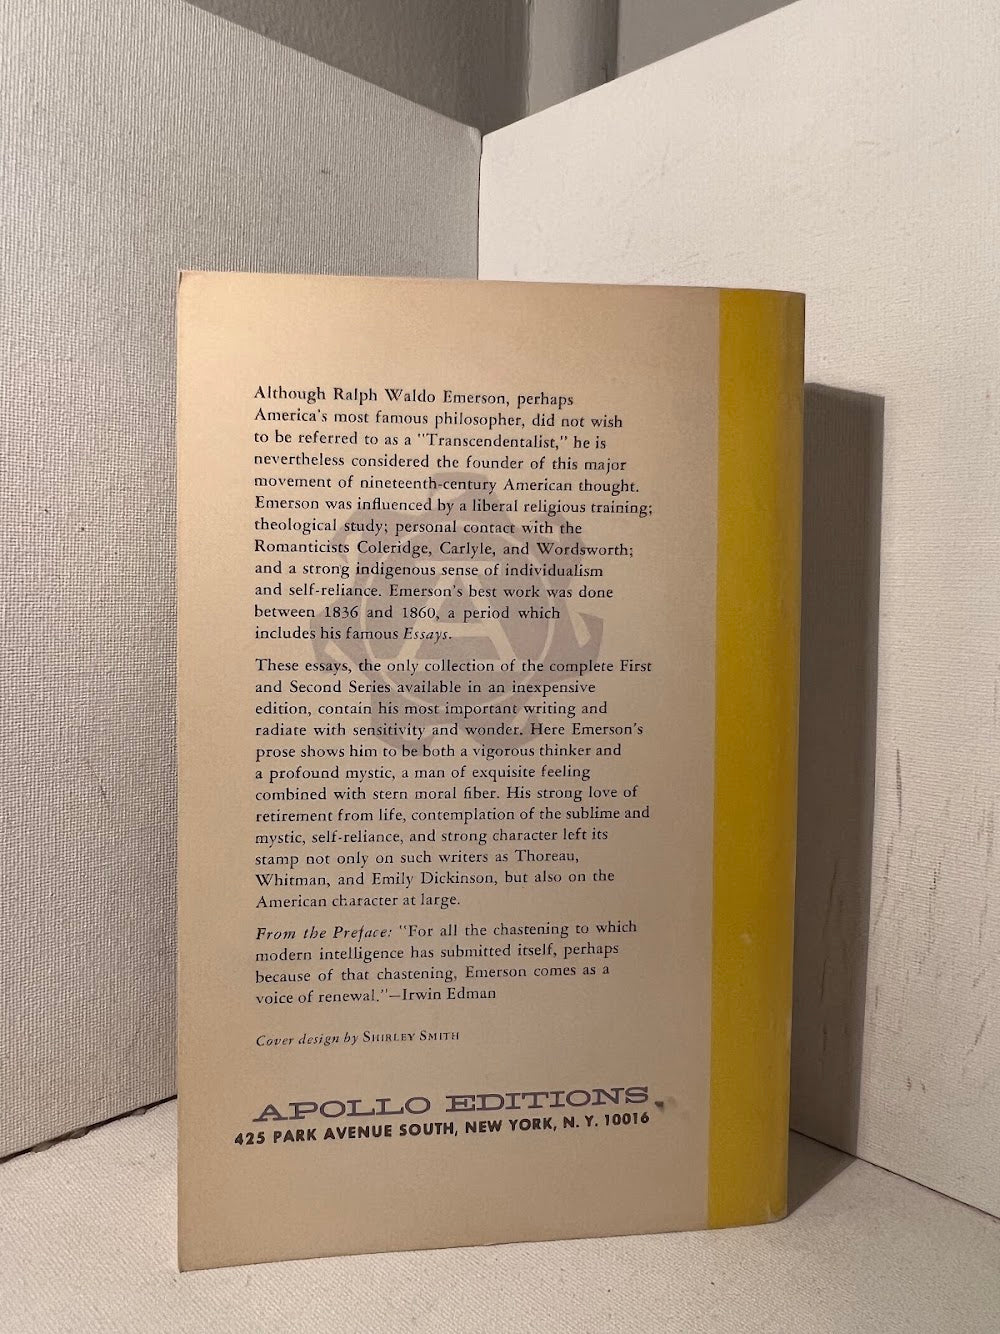 Although Ralph Waldo Emerson, perhaps
America's most famous philosopher, did not wish
to be referred to as a "Transcendentalist," he is
nevertheless considered the founder of this major
movement of nineteenth-century American thought.
Emerson was influenced by a liberal religious training;
theological study; personal contact with the
Romanticists Coleridge, Carlyle, and Wordsworth;
and a strong indigenous sense of individualism
and self-reliance. Emerson's best work was done
between 1836 and 1860, a period which
includes his famous Essays.
These essays, the only collection of the complete First
and Second Series available in an inexpensive
edition, contain his most important writing and
radiate with sensitivity and wonder. Here Emerson's
prose shows him to be both a vigorous thinker and
a profound mystic, a man of exquisite feeling
combined with stern moral fiber. His strong love of
retirement from life, contemplation of the sublime and
mystic, self-reliance, and strong character left its
stamp not only on such writers as Thoreau,
Whitman, and Emily Dickinson, but also on the
American character at large.
From the Preface: "For all the chastening to which
modern intelligence has submitted itself, perhaps
because of that chastening, Emerson comes as a
voice of renewal."—Irwin Edman
Cover design by SHIRLEY SMITH
APOLLO EDITIONS
425 PARK AVENUE SOUTH, NEW YORK, N. Y. 10016
A